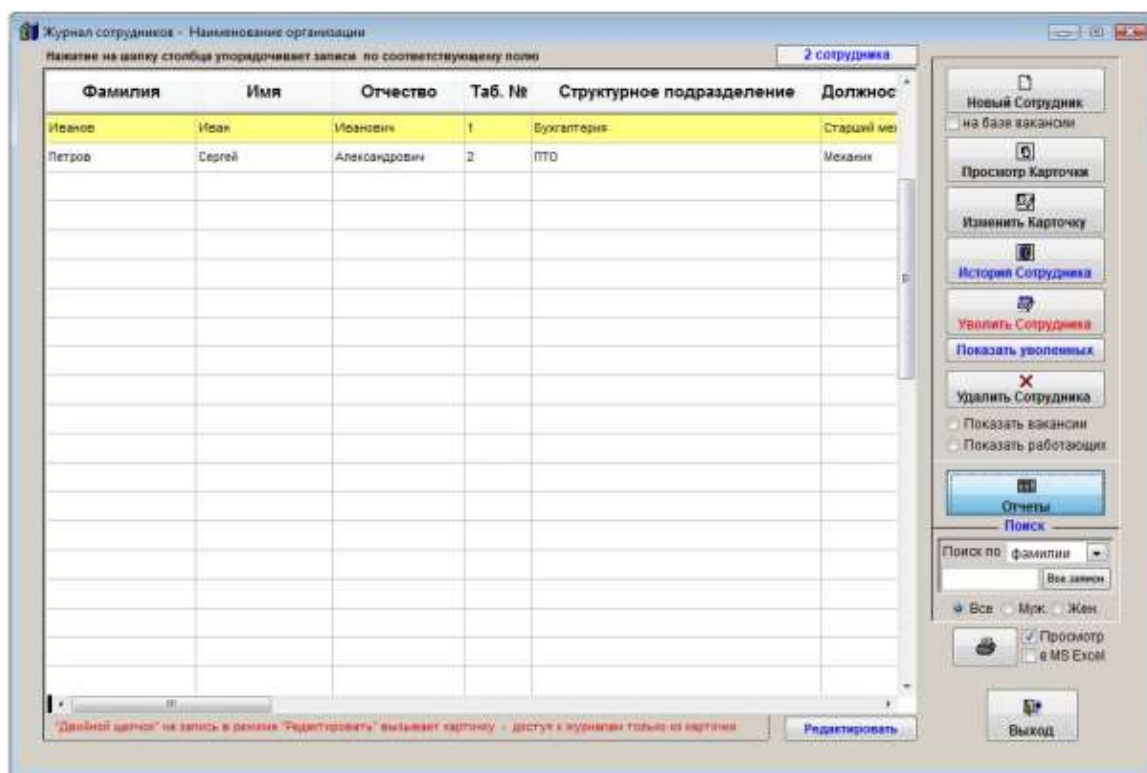 Журнал сотрудников - Наименование организации
Нажатие на шапку столбца упорядочивает записи по соответствующему полю
2 сотрудника
Фамилия Имя Отчество Таб. № Структурное подразделение Должнос
Иванов Иван Иванович 1 Бухгалтерия Старший мех
Петров Сергей Александрович 2 ПТО Механик
Новый Сотрудник
на базе вакансии
Просмотр Карточки
Изменить Карточку
История Сотрудника
Уволить Сотрудника
Показать уволенных
Удалить Сотрудника
Показать вакансии
Показать работающих
Отчеты
Поиск
Поиск по фамилии
Все записи
Все Муж. Жен.
Просмотр
в MS Excel
"Двойной щелчок" на запись в режиме "Редактировать" вызывает карточку - доступ к журналам только из карточки
Редактировать
Выход